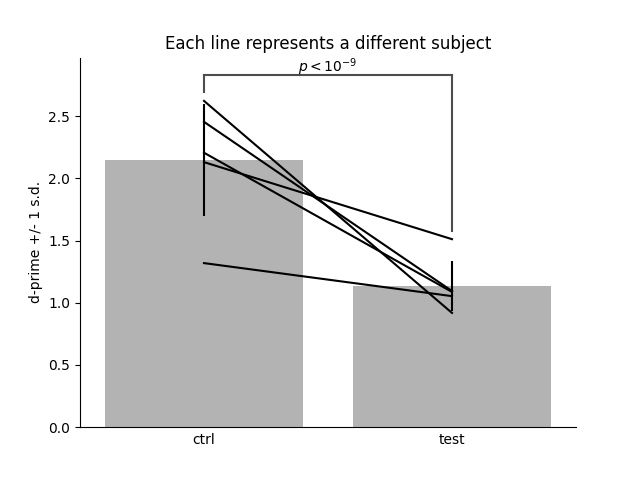 Each line represents a different subject
p < 10⁻⁹
d-prime +/- 1 s.d.
2.5
2.0
1.5
1.0
0.5
0.0
ctrl
test